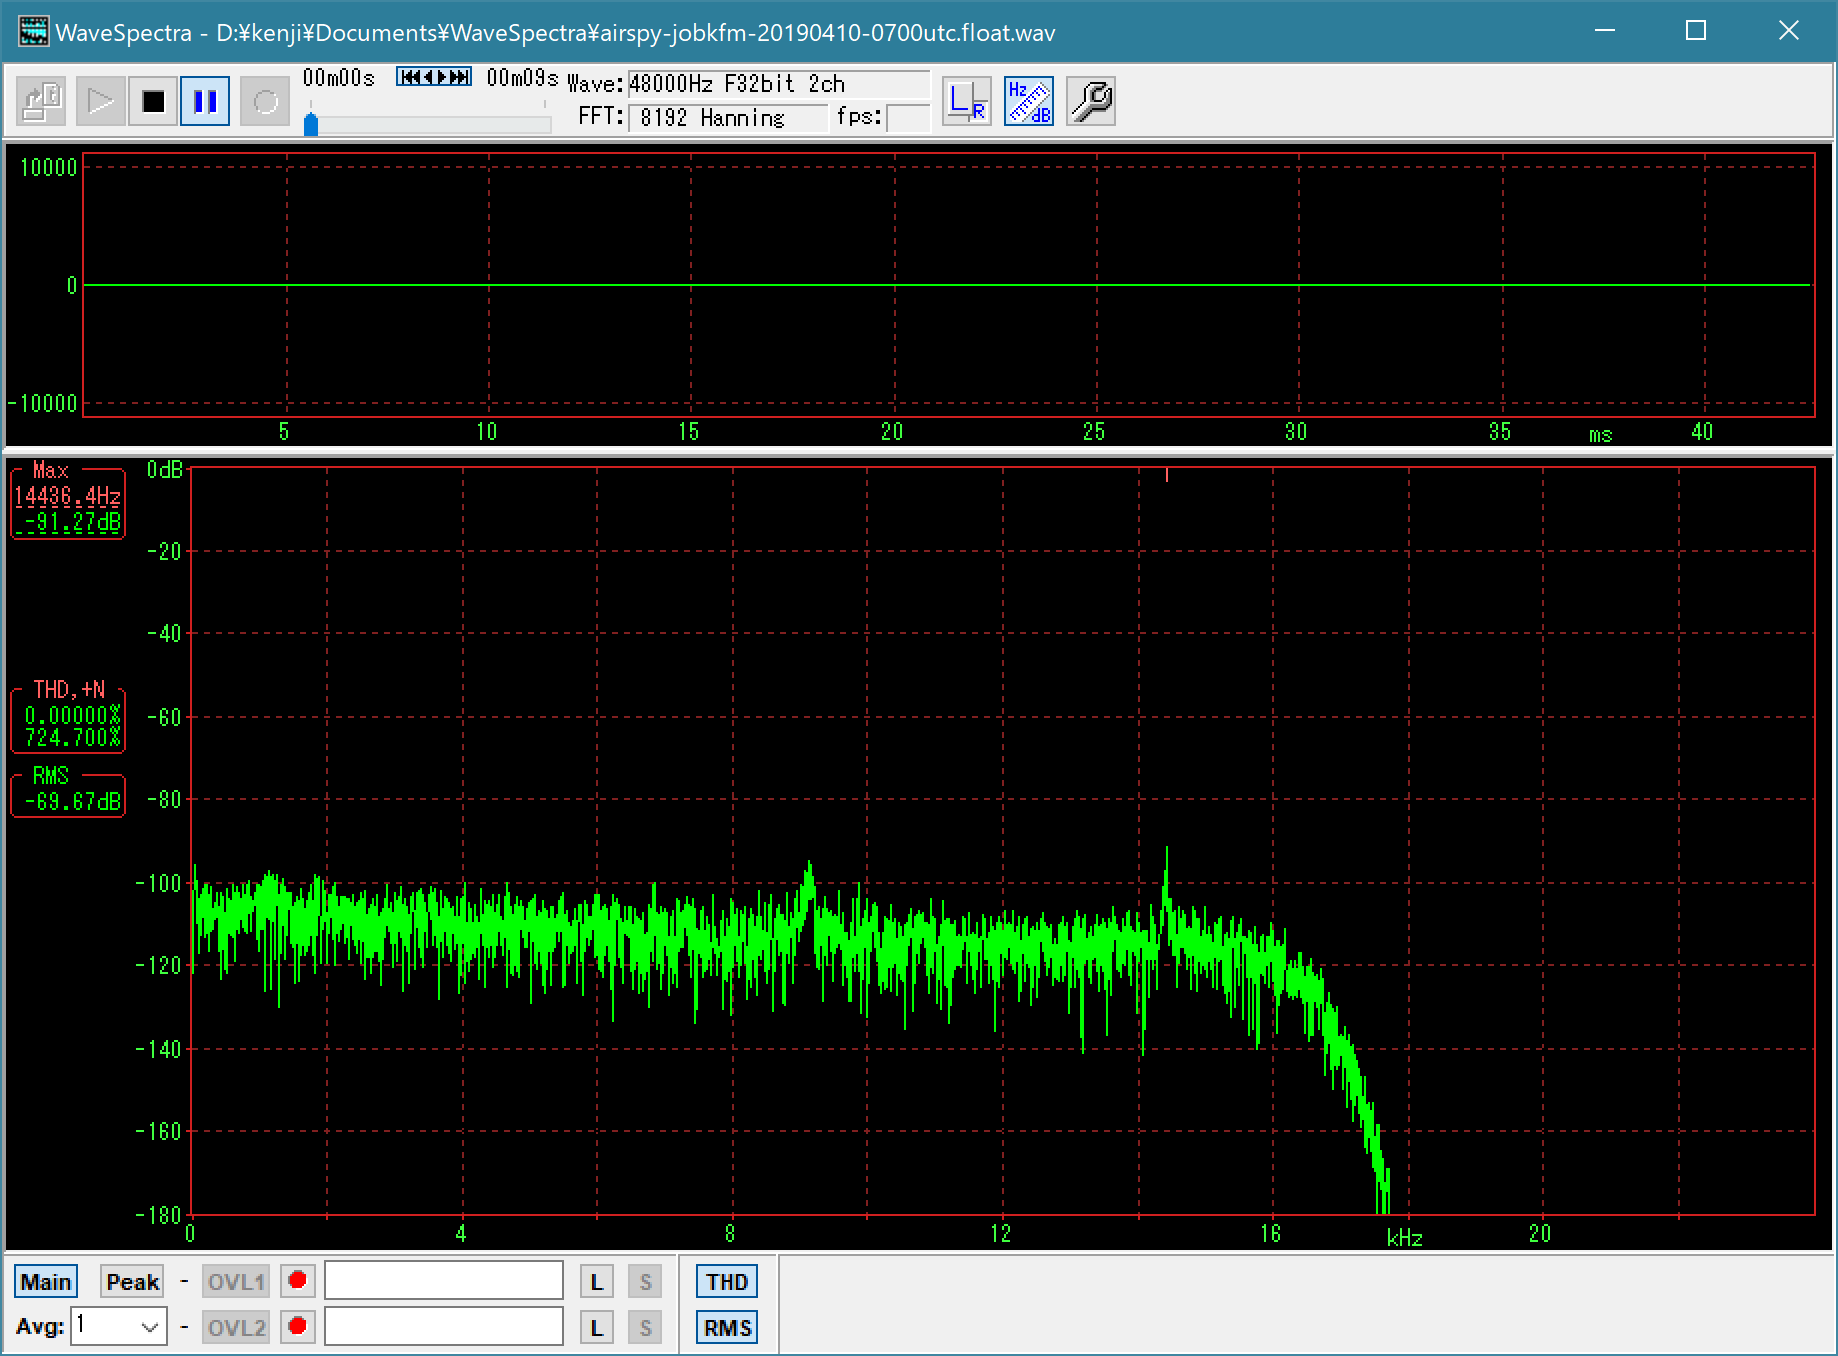 WaveSpectra - D:¥kenji¥Documents¥WaveSpectra¥airspy-jobkfm-20190410-0700utc.float.wav
00m00s 00m09s Wave: 48000Hz F32bit 2ch
FFT: 8192 Hanning fps:
L R
Hz dB
10000
0
-10000
5 10 15 20 25 30 35 ms 40
Max
14436.4Hz
-91.27dB
THD,+N
0.00000%
724.700%
RMS
-69.67dB
0dB
-20
-40
-60
-80
-100
-120
-140
-160
-180
0 4 8 12 16 kHz 20
Main Peak - OVL1 L S THD
Avg: 1 - OVL2 L S RMS